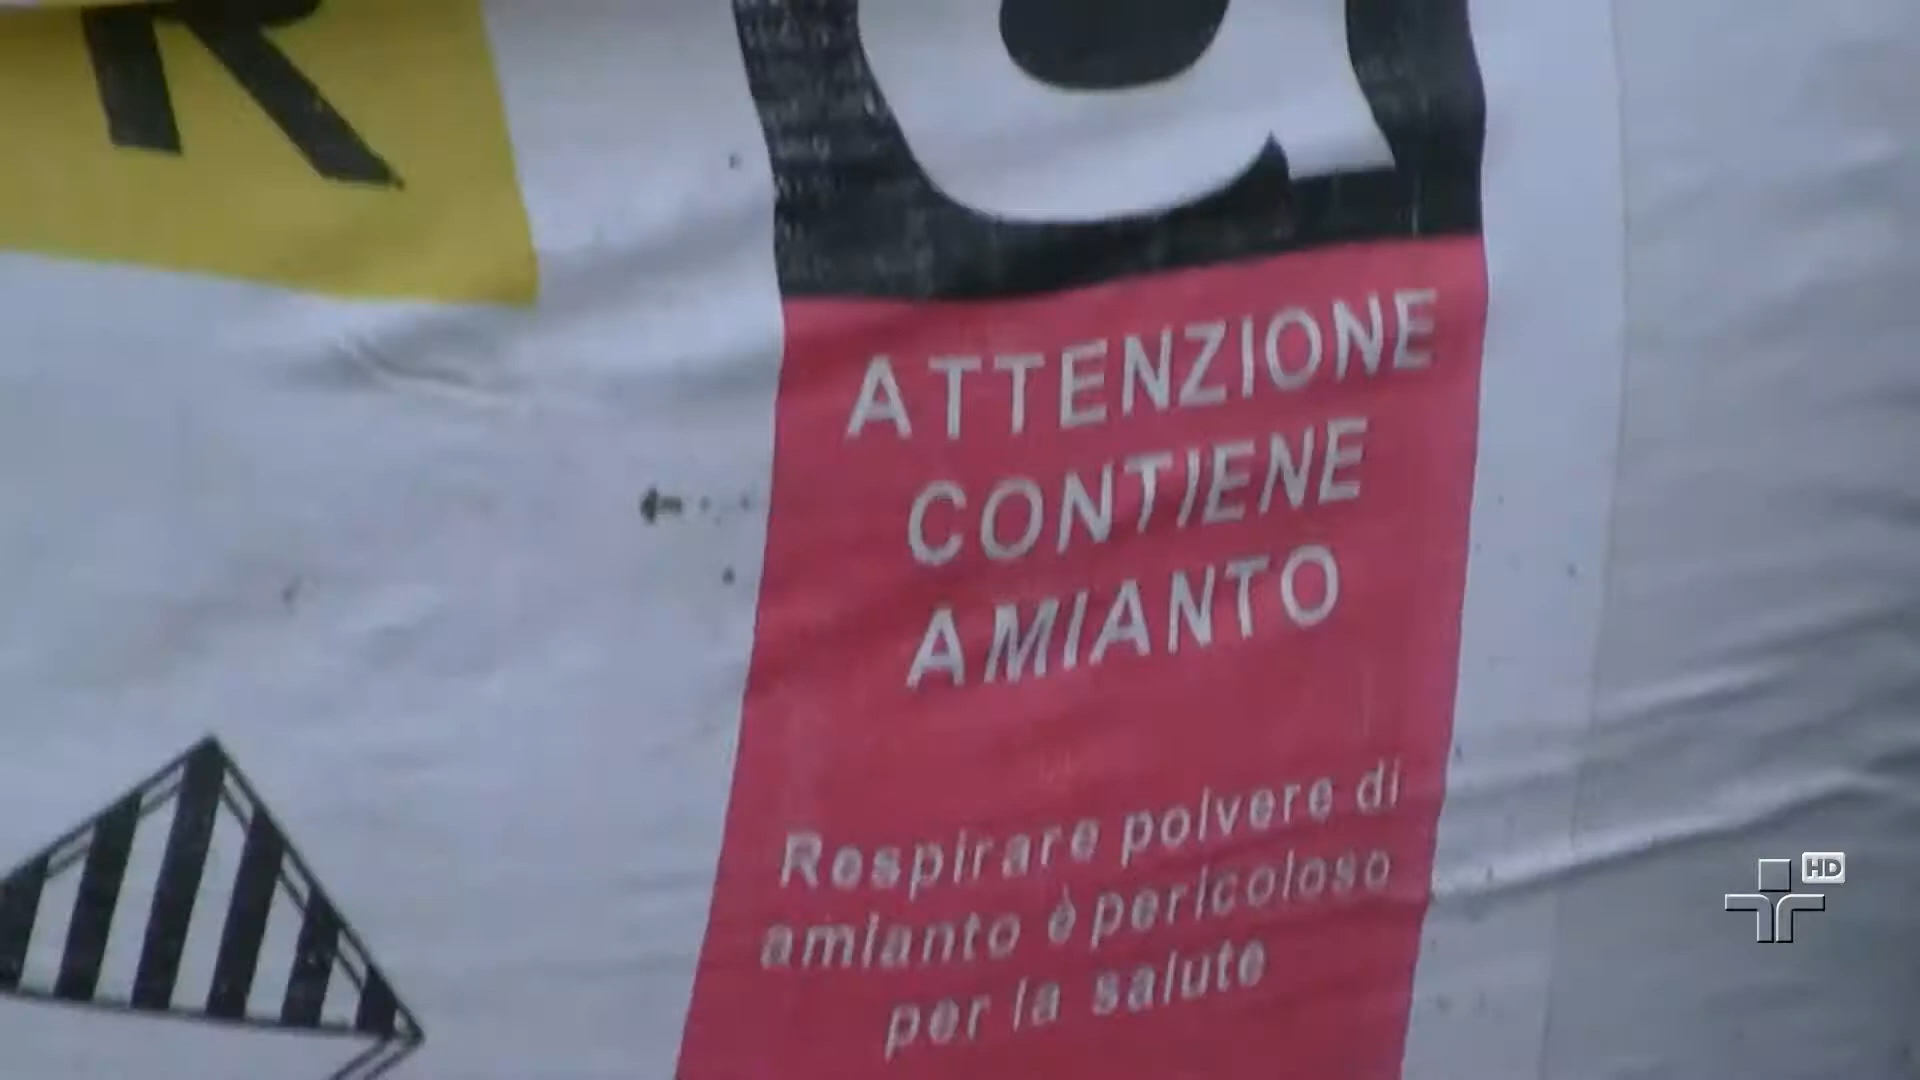 R
a
ATTENZIONE
CONTIENE
AMIANTO
Respirare polvere di
amianto è pericoloso
per la salute
HD